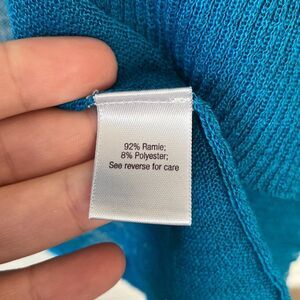 92% Ramie;
8% Polyester;
See reverse for care